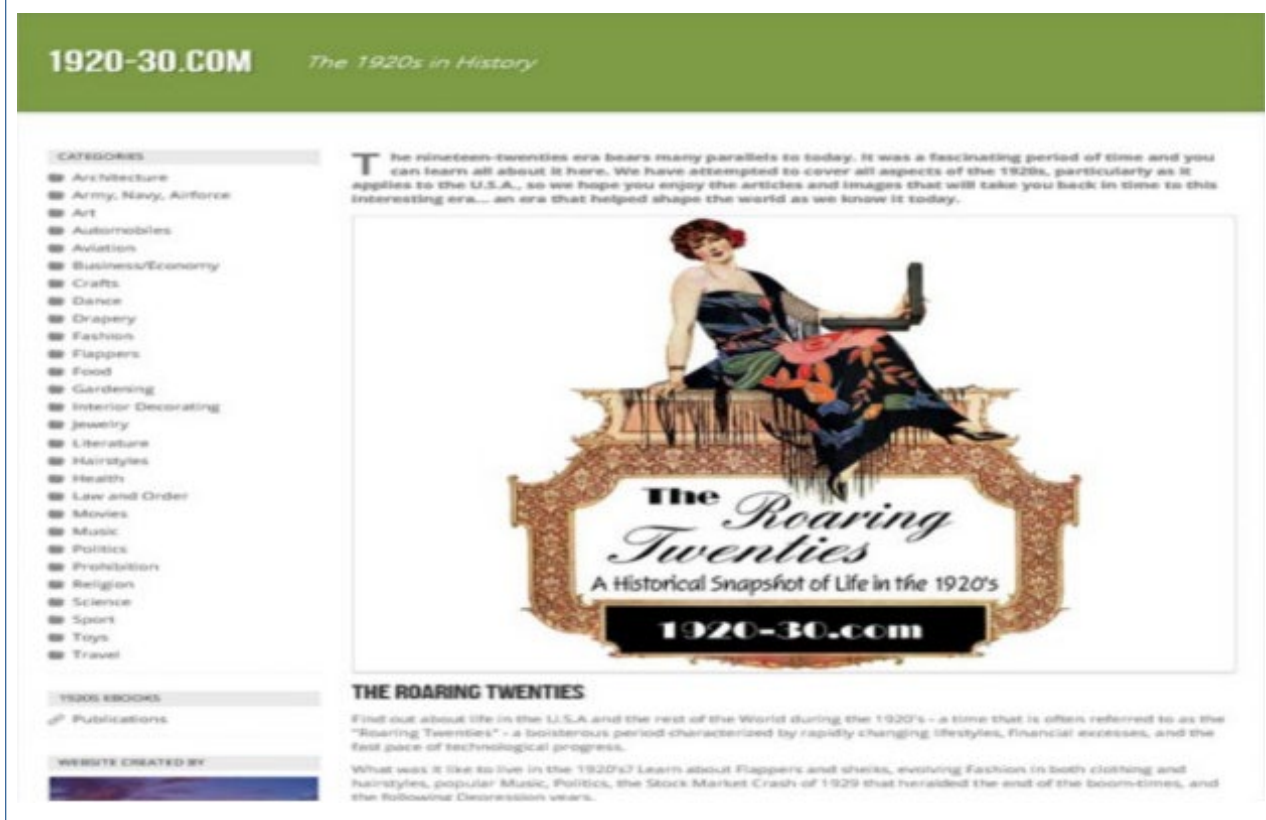 1920-30.COM
The 1920s in History
CATEGORIES
Architecture
Army, Navy, Airforce
Art
Automobiles
Aviation
Business/Economy
Crafts
Dance
Drapery
Fashion
Flappers
Food
Gardening
Interior Decorating
Jewelry
Literature
Hairstyles
Health
Law and Order
Movies
Music
Politics
Prohibition
Religion
Science
Sport
Toys
Travel
1920S EBOOKS
Publications
WEBSITE CREATED BY
The nineteen-twenties era bears many parallels to today. It was a fascinating period of time and you
can learn all about it here. We have attempted to cover all aspects of the 1920s, particularly as it
applies to the U.S.A., so we hope you enjoy the articles and images that will take you back in time to this
interesting era... an era that helped shape the world as we know it today.
The Roaring
Twenties
A Historical Snapshot of Life in the 1920's
1920-30.com
THE ROARING TWENTIES
Find out about life in the U.S.A and the rest of the World during the 1920's - a time that is often referred to as the
"Roaring Twenties" - a boisterous period characterized by rapidly changing lifestyles, financial excesses, and the
fast pace of technological progress.
What was it like to live in the 1920's? Learn about Flappers and sheiks, evolving Fashion in both clothing and
hairstyles, popular Music, Politics, the Stock Market Crash of 1929 that heralded the end of the boom-times, and
the following Depression years.